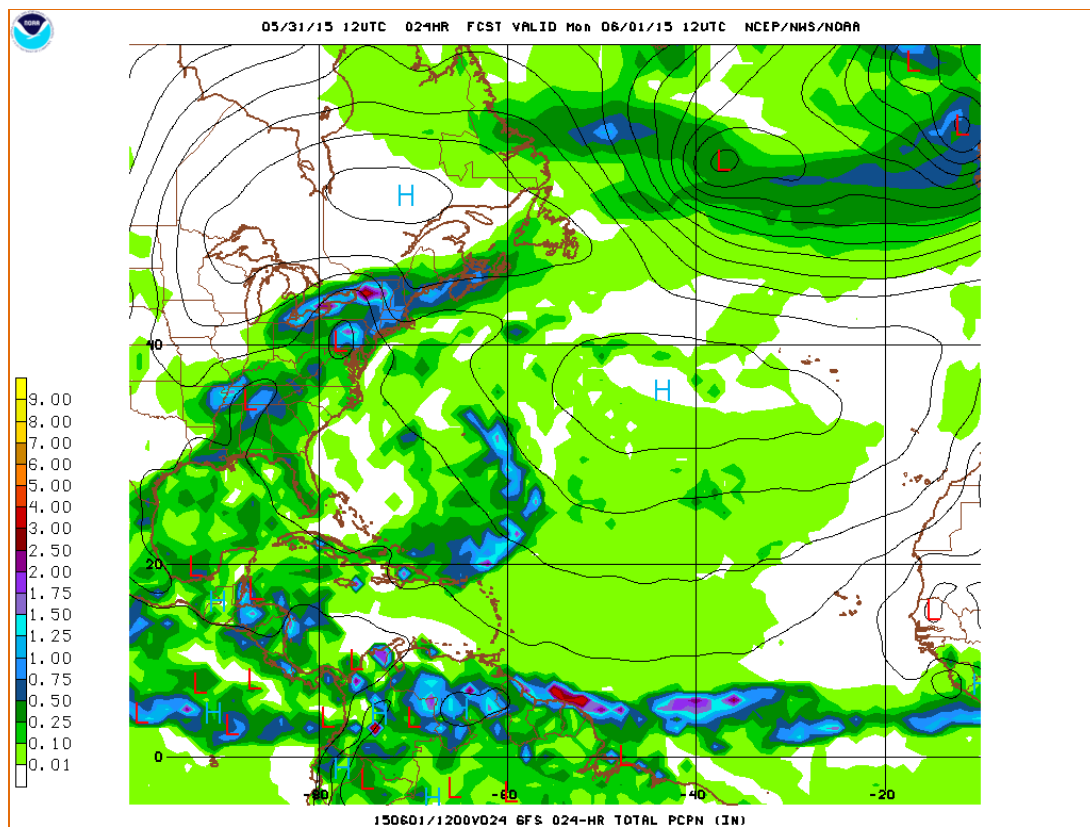 NOAA
05/31/15 12UTC 024HR FCST VALID Mon 06/01/15 12UTC NCEP/NWS/NOAA
L
L
L
H
L
40
H
L
9.00
8.00
7.00
6.00
5.00
4.00
3.00
2.50
2.00
1.75
1.50
1.25
1.00
0.75
0.50
0.25
0.10
0.01
20
L
L
H
L
L
L
L
H
L
H
L
L
L
H
H
H
L
0
H
L
L
L
H
-80
-60
-40
-20
150601/1200V024 GFS 024-HR TOTAL PCPN (IN)